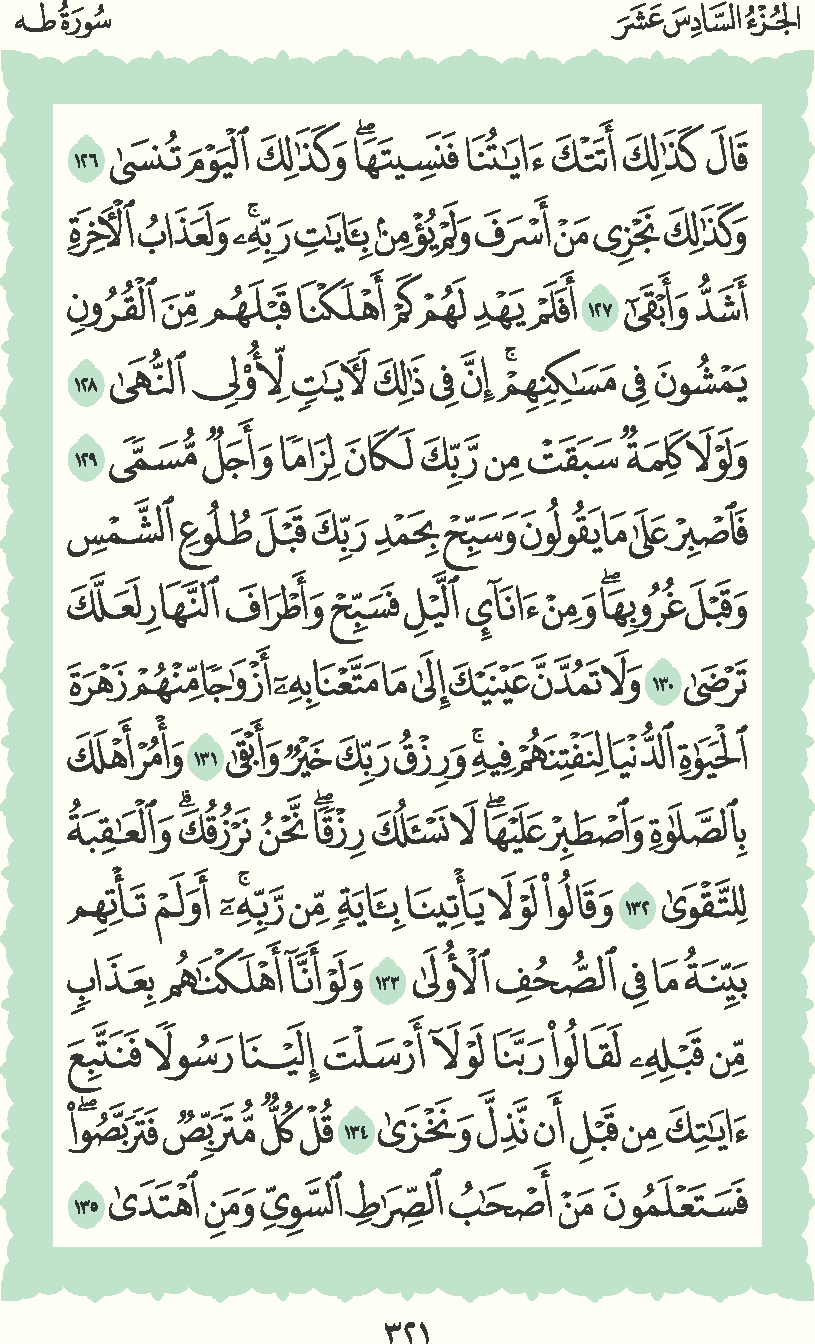 الجُزْءُ السَّادِسَ عَشَرَ
سُورَةُ طه
قَالَ كَذَٰلِكَ أَتَتْكَ ءَايَٰتُنَا فَنَسِيتَهَاۖ وَكَذَٰلِكَ ٱلْيَوْمَ تُنسَىٰ ١٢٦
وَكَذَٰلِكَ نَجْزِى مَنْ أَسْرَفَ وَلَمْ يُؤْمِنۢ بِـَٔايَٰتِ رَبِّهِۦۚ وَلَعَذَابُ ٱلْأَخِرَةِ
أَشَدُّ وَأَبْقَىٰٓ ١٢٧ أَفَلَمْ يَهْدِ لَهُمْ كَمْ أَهْلَكْنَا قَبْلَهُم مِّنَ ٱلْقُرُونِ
يَمْشُونَ فِى مَسَٰكِنِهِمْۚ إِنَّ فِى ذَٰلِكَ لَأَيَٰتٍ لِّأُو۟لِى ٱلنُّهَىٰ ١٢٨
وَلَوْلَا كَلِمَةٌ سَبَقَتْ مِن رَّبِّكَ لَكَانَ لِزَامًا وَأَجَلٌ مُّسَمًّى ١٢٩
فَٱصْبِرْ عَلَىٰ مَا يَقُولُونَ وَسَبِّحْ بِحَمْدِ رَبِّكَ قَبْلَ طُلُوعِ ٱلشَّمْسِ
وَقَبْلَ غُرُوبِهَاۖ وَمِنْ ءَانَآئِ ٱلَّيْلِ فَسَبِّحْ وَأَطْرَافَ ٱلنَّهَارِ لَعَلَّكَ
تَرْضَىٰ ١٣٠ وَلَا تَمُدَّنَّ عَيْنَيْكَ إِلَىٰ مَا مَتَّعْنَا بِهِۦٓ أَزْوَٰجًا مِّنْهُمْ زَهْرَةَ
ٱلْحَيَوٰةِ ٱلدُّنْيَا لِنَفْتِنَهُمْ فِيهِۚ وَرِزْقُ رَبِّكَ خَيْرٌ وَأَبْقَىٰ ١٣١ وَأْمُرْ أَهْلَكَ
بِٱلصَّلَوٰةِ وَٱصْطَبِرْ عَلَيْهَاۖ لَا نَسْـَٔلُكَ رِزْقًاۖ نَّحْنُ نَرْزُقُكَۗ وَٱلْعَٰقِبَةُ
لِلتَّقْوَىٰ ١٣٢ وَقَالُوا۟ لَوْلَا يَأْتِينَا بِـَٔايَةٍ مِّن رَّبِّهِۦٓۚ أَوَلَمْ تَأْتِهِم
بَيِّنَةُ مَا فِى ٱلصُّحُفِ ٱلْأُولَىٰ ١٣٣ وَلَوْ أَنَّآ أَهْلَكْنَٰهُم بِعَذَابٍ
مِّن قَبْلِهِۦ لَقَالُوا۟ رَبَّنَا لَوْلَآ أَرْسَلْتَ إِلَيْنَا رَسُولًا فَنَتَّبِعَ
ءَايَٰتِكَ مِن قَبْلِ أَن نَّذِلَّ وَنَخْزَىٰ ١٣٤ قُلْ كُلٌّ مُّتَرَبِّصٌ فَتَرَبَّصُوا۟ۖ
فَسَتَعْلَمُونَ مَنْ أَصْحَٰبُ ٱلصِّرَٰطِ ٱلسَّوِىِّ وَمَنِ ٱهْتَدَىٰ ١٣٥
٣٢١